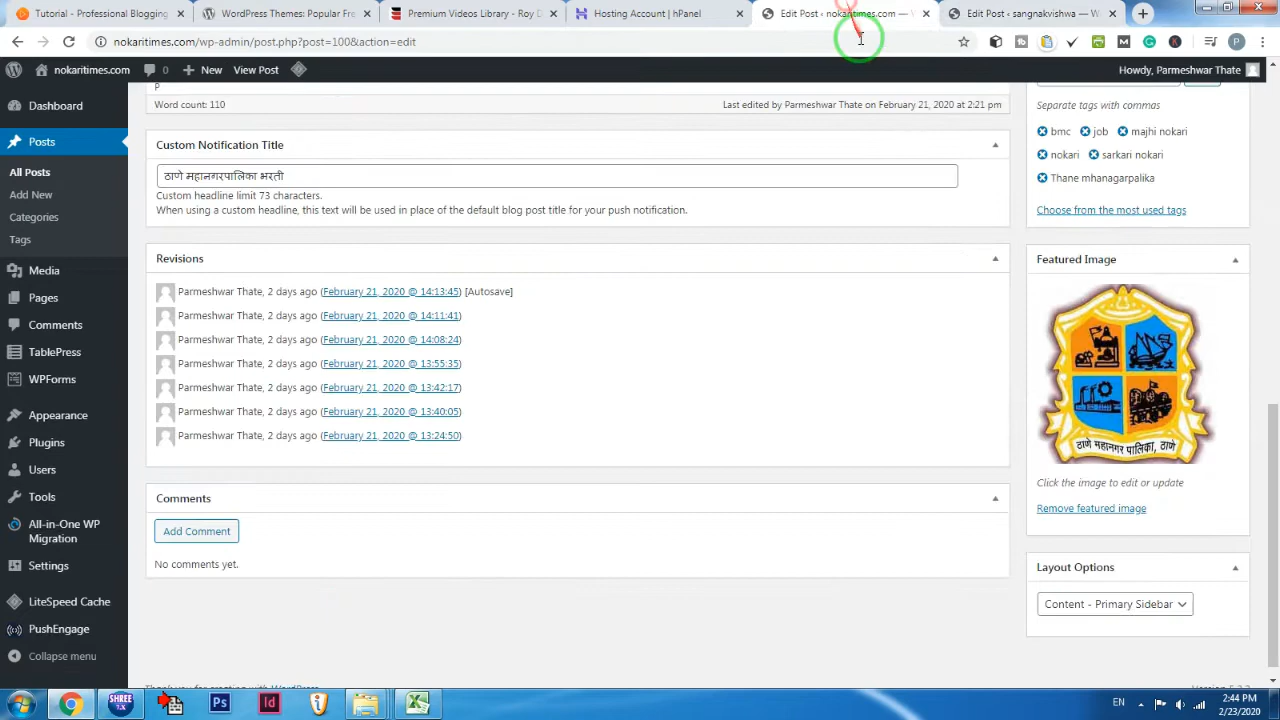 Tutorial - Professional Blogging
WordPress Themes: Popular Fre
Premium Videos Library - Roy D
Hosting Account | hPanel
Edit Post ‹ nokaritimes.com —
Edit Post ‹ sangnakvishwa — W
nokaritimes.com/wp-admin/post.php?post=100&action=edit
nokaritimes.com
0
New
View Post
Howdy, Parmeshwar Thate
Dashboard
Posts
All Posts
Add New
Categories
Tags
Media
Pages
Comments
TablePress
WPForms
Appearance
Plugins
Users
Tools
All-in-One WP
Migration
Settings
LiteSpeed Cache
PushEngage
Collapse menu
P
Word count: 110
Last edited by Parmeshwar Thate on February 21, 2020 at 2:21 pm
Custom Notification Title
ठाणे महानगरपालिका भरती
Custom headline limit 73 characters.
When using a custom headline, this text will be used in place of the default blog post title for your push notification.
Revisions
Parmeshwar Thate, 2 days ago (February 21, 2020 @ 14:13:45) [Autosave]
Parmeshwar Thate, 2 days ago (February 21, 2020 @ 14:11:41)
Parmeshwar Thate, 2 days ago (February 21, 2020 @ 14:08:24)
Parmeshwar Thate, 2 days ago (February 21, 2020 @ 13:55:35)
Parmeshwar Thate, 2 days ago (February 21, 2020 @ 13:42:17)
Parmeshwar Thate, 2 days ago (February 21, 2020 @ 13:40:05)
Parmeshwar Thate, 2 days ago (February 21, 2020 @ 13:24:50)
Comments
Add Comment
No comments yet.
Separate tags with commas
bmc job majhi nokari
nokari sarkari nokari
Thane mhanagarpalika
Choose from the most used tags
Featured Image
ठाणे महानगर पालिका, ठाणे
Click the image to edit or update
Remove featured image
Layout Options
Content - Primary Sidebar
SHREE
Ps
Id
EN
2:44 PM
2/23/2020